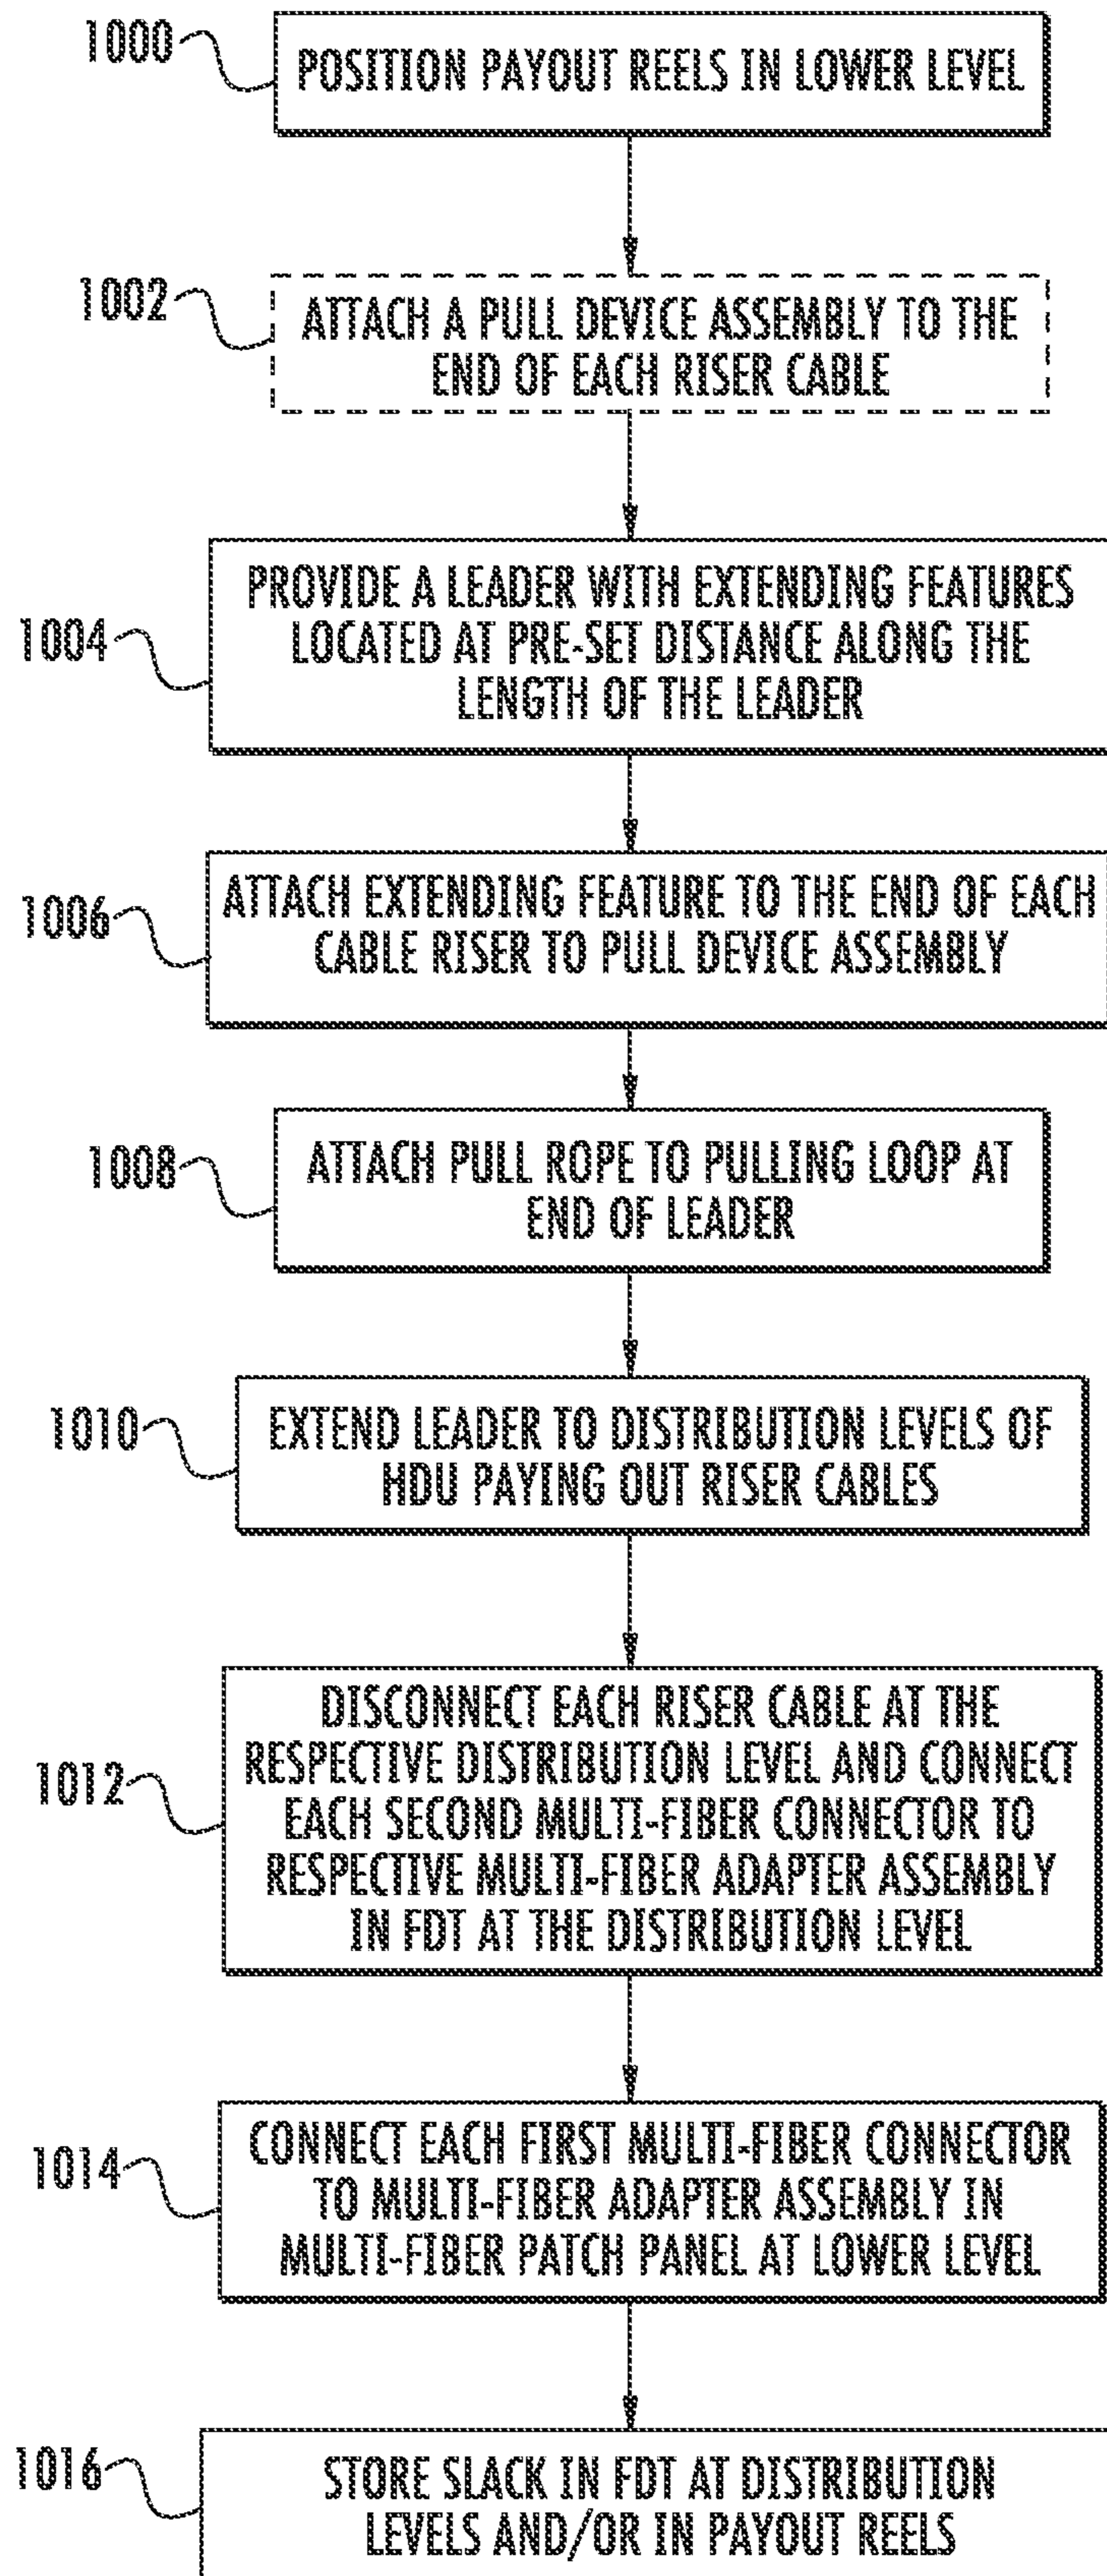 1000
POSITION PAYOUT REELS IN LOWER LEVEL
1002
ATTACH A PULL DEVICE ASSEMBLY TO THE
END OF EACH RISER CABLE
1004
PROVIDE A LEADER WITH EXTENDING FEATURES
LOCATED AT PRE-SET DISTANCE ALONG THE
LENGTH OF THE LEADER
1006
ATTACH EXTENDING FEATURE TO THE END OF EACH
CABLE RISER TO PULL DEVICE ASSEMBLY
1008
ATTACH PULL ROPE TO PULLING LOOP AT
END OF LEADER
1010
EXTEND LEADER TO DISTRIBUTION LEVELS OF
HDU PAYING OUT RISER CABLES
1012
DISCONNECT EACH RISER CABLE AT THE
RESPECTIVE DISTRIBUTION LEVEL AND CONNECT
EACH SECOND MULTI-FIBER CONNECTOR TO
RESPECTIVE MULTI-FIBER ADAPTER ASSEMBLY
IN FDT AT THE DISTRIBUTION LEVEL
1014
CONNECT EACH FIRST MULTI-FIBER CONNECTOR
TO MULTI-FIBER ADAPTER ASSEMBLY IN
MULTI-FIBER PATCH PANEL AT LOWER LEVEL
1016
STORE SLACK IN FDT AT DISTRIBUTION
LEVELS AND/OR IN PAYOUT REELS